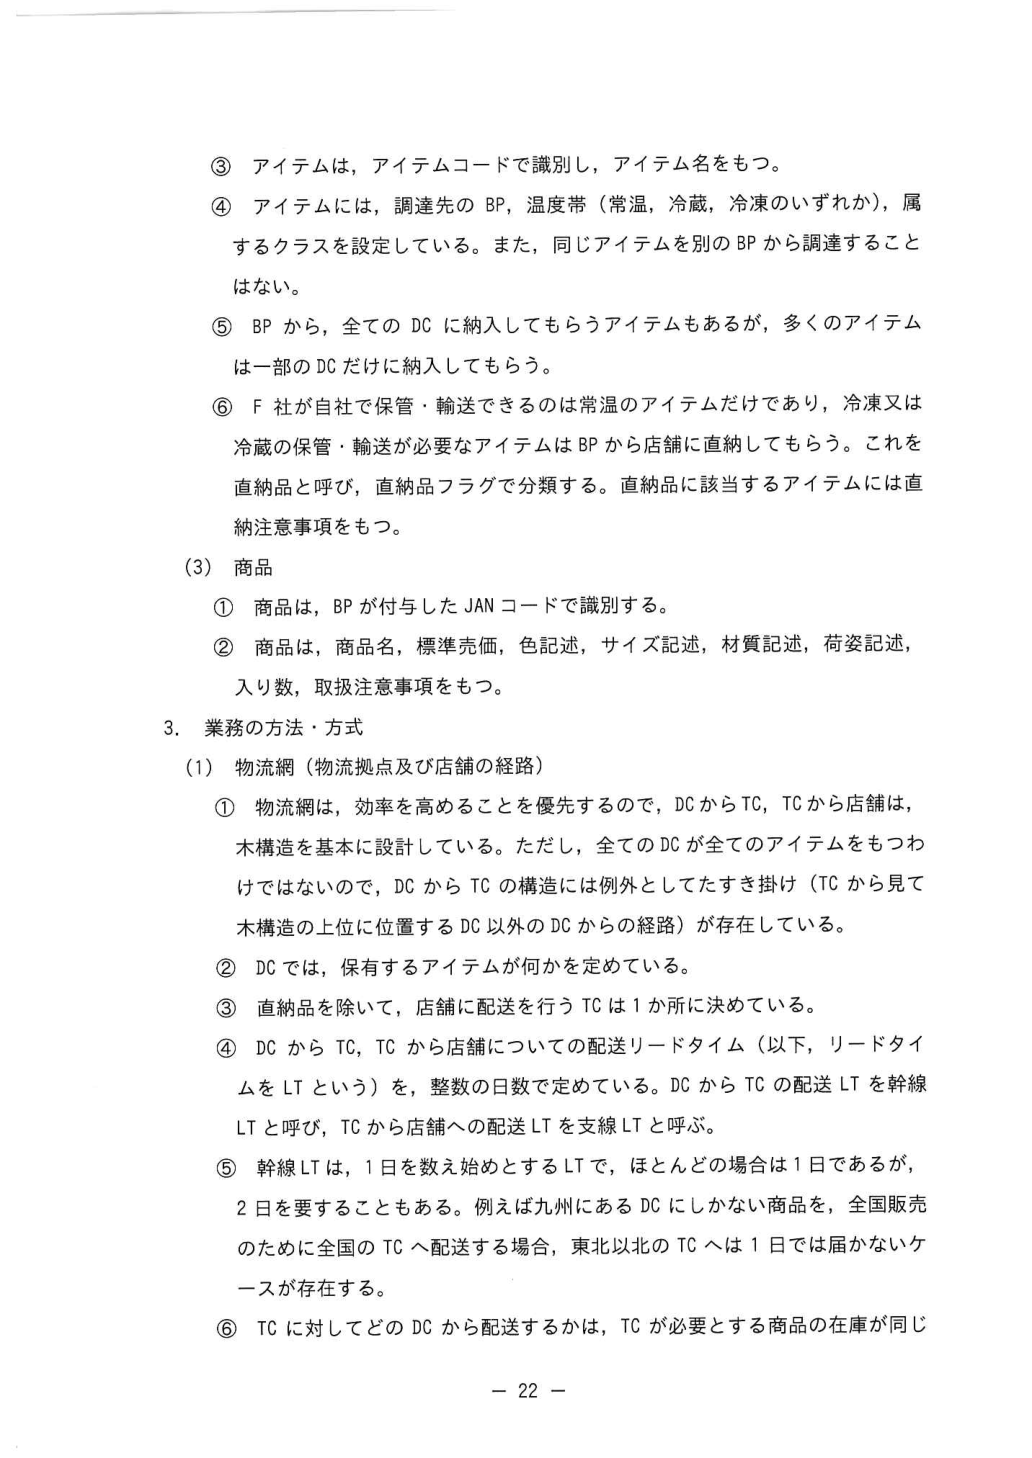 ③　アイテムは，アイテムコードで識別し，アイテム名をもつ。
④　アイテムには，調達先の BP，温度帯（常温，冷蔵，冷凍のいずれか），属
するクラスを設定している。また，同じアイテムを別の BP から調達すること
はない。
⑤　BP から，全ての DC に納入してもらうアイテムもあるが，多くのアイテム
は一部の DC だけに納入してもらう。
⑥　F 社が自社で保管・輸送できるのは常温のアイテムだけであり，冷凍又は
冷蔵の保管・輸送が必要なアイテムは BP から店舗に直納してもらう。これを
直納品と呼び，直納品フラグで分類する。直納品に該当するアイテムには直
納注意事項をもつ。
(3)　商品
①　商品は，BP が付与した JAN コードで識別する。
②　商品は，商品名，標準売価，色記述，サイズ記述，材質記述，荷姿記述，
入り数，取扱注意事項をもつ。
3.　業務の方法・方式
(1)　物流網（物流拠点及び店舗の経路）
①　物流網は，効率を高めることを優先するので，DC から TC，TC から店舗は，
木構造を基本に設計している。ただし，全ての DC が全てのアイテムをもつわ
けではないので，DC から TC の構造には例外としてたすき掛け（TC から見て
木構造の上位に位置する DC 以外の DC からの経路）が存在している。
②　DC では，保有するアイテムが何かを定めている。
③　直納品を除いて，店舗に配送を行う TC は 1 か所に決めている。
④　DC から TC，TC から店舗についての配送リードタイム（以下，リードタイ
ムを LT という）を，整数の日数で定めている。DC から TC の配送 LT を幹線
LT と呼び，TC から店舗への配送 LT を支線 LT と呼ぶ。
⑤　幹線 LT は，1 日を数え始めとする LT で，ほとんどの場合は 1 日であるが，
2 日を要することもある。例えば九州にある DC にしかない商品を，全国販売
のために全国の TC へ配送する場合，東北以北の TC へは 1 日では届かないケ
ースが存在する。
⑥　TC に対してどの DC から配送するかは，TC が必要とする商品の在庫が同じ
－ 22 －